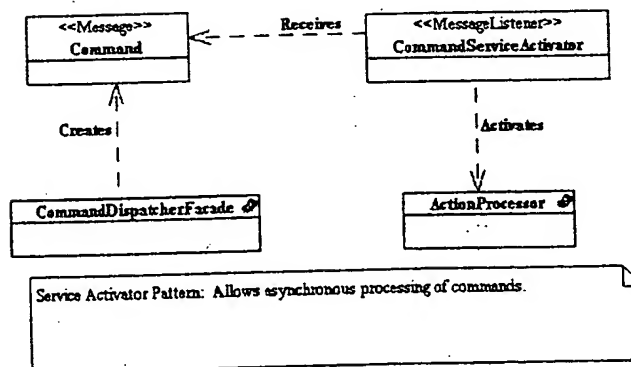 <<Message>>
Command
Receives
<<MessageListener>>
CommandServiceActivator
Creates
Activates
CommandDispatcherFacade
ActionProcessor
Service Activator Pattern: Allows asynchronous processing of commands.